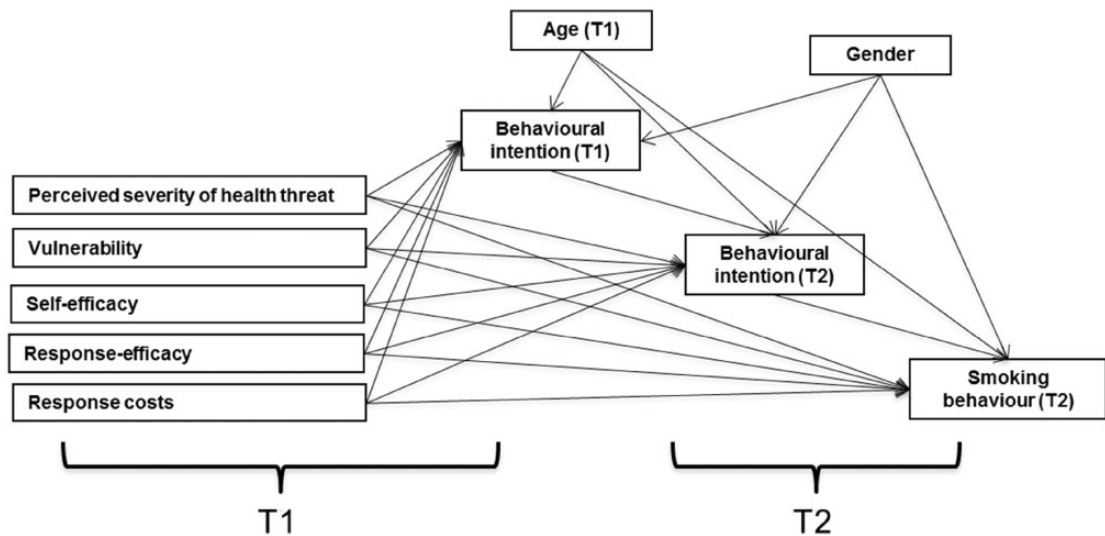 Age (T1)
Gender
Behavioural
intention (T1)
Perceived severity of health threat
Vulnerability
Behavioural
intention (T2)
Self-efficacy
Response-efficacy
Smoking
behaviour (T2)
Response costs
T1
T2